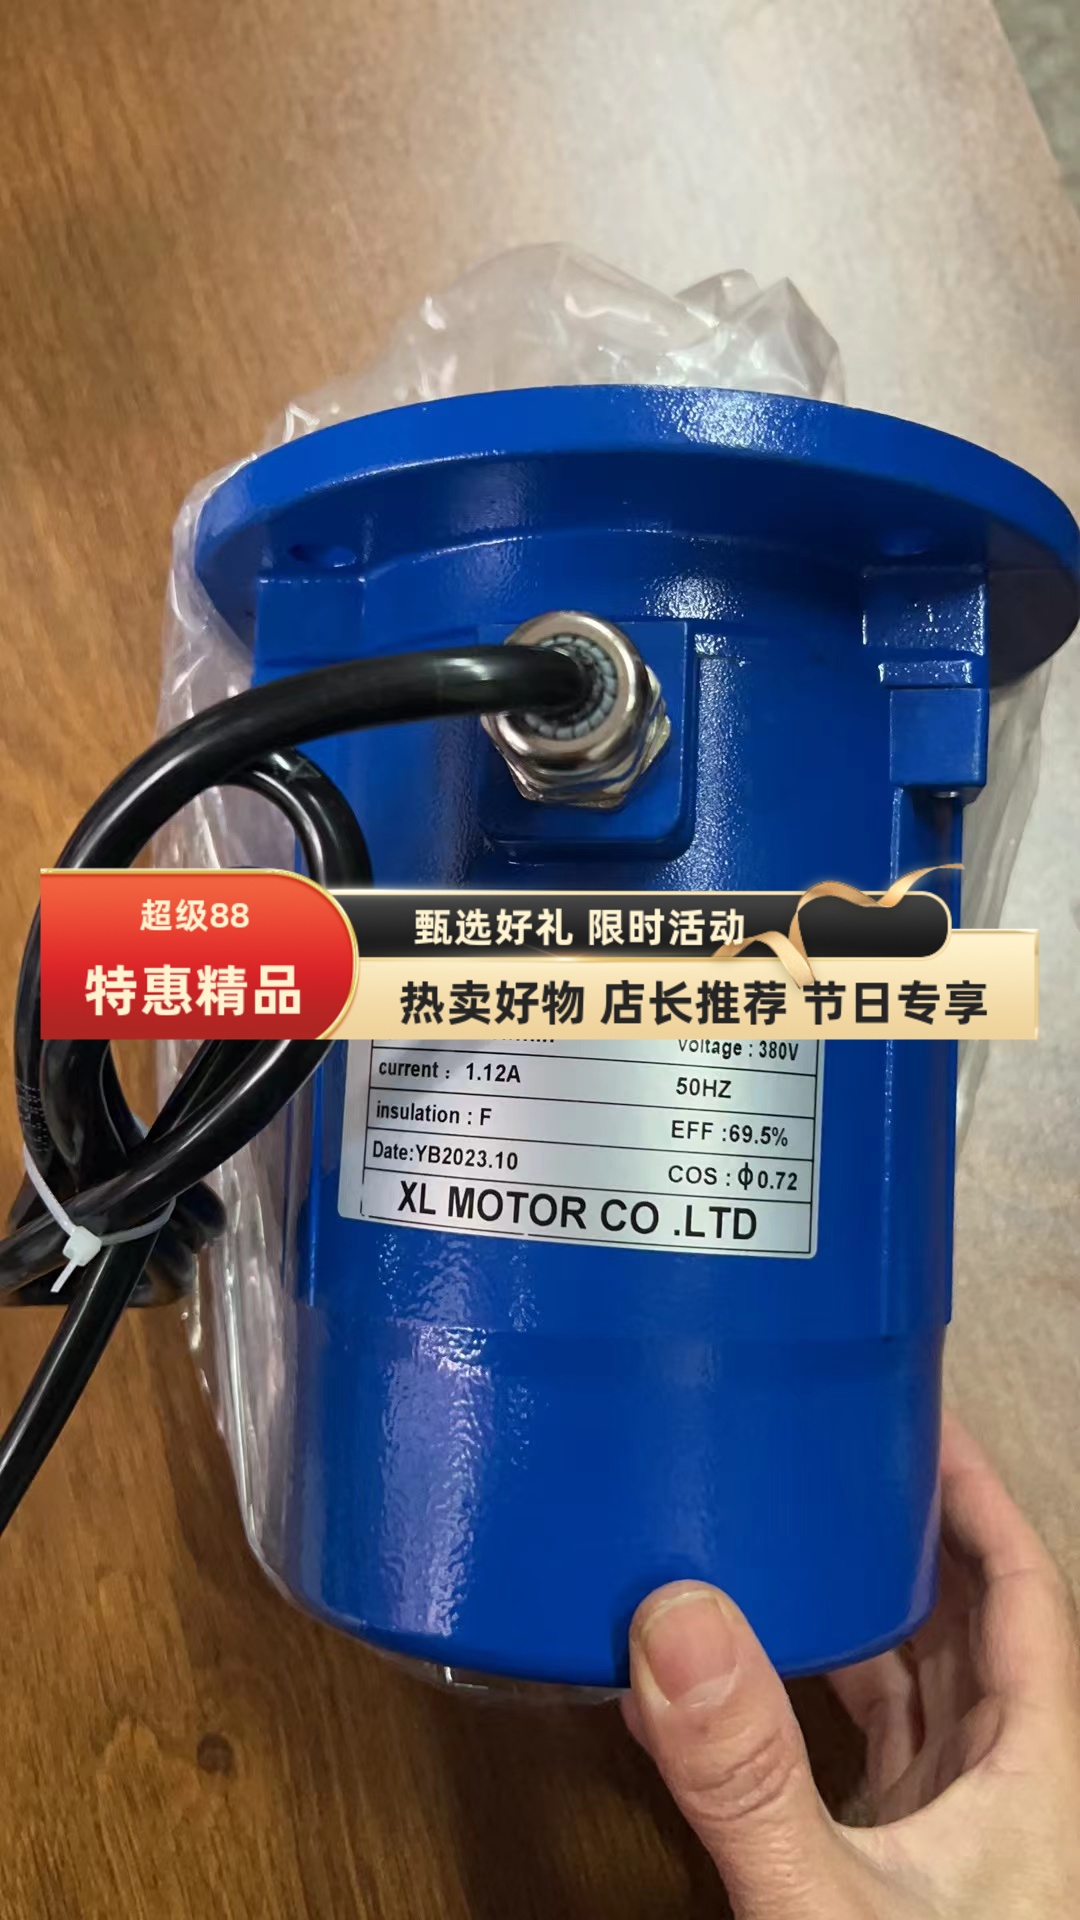 超级88
特惠精品
甄选好礼 限时活动
热卖好物 店长推荐 节日专享
Voltage : 380V
current : 1.12A
50HZ
insulation : F
EFF :69.5%
Date:YB2023.10
COS : ϕ0.72
XL MOTOR CO .LTD